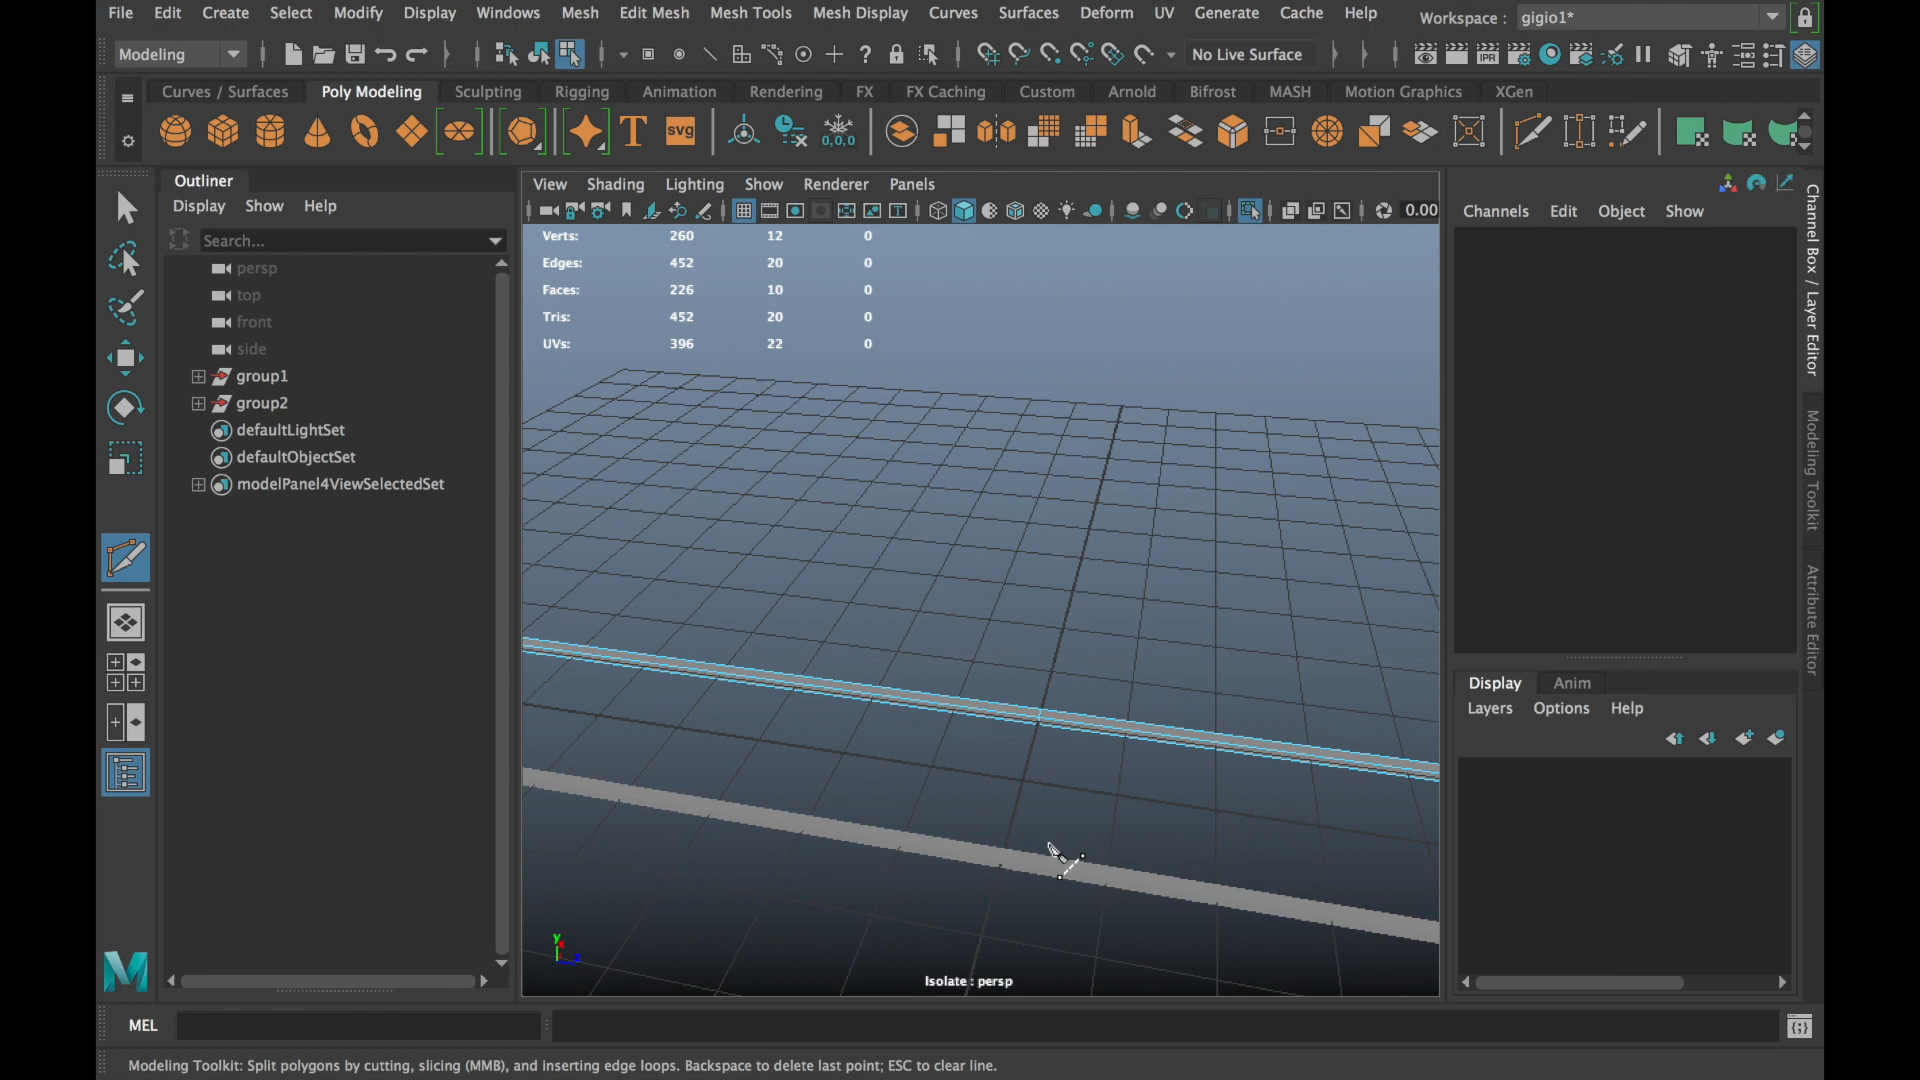 File Edit Create Select Modify Display Windows Mesh Edit Mesh Mesh Tools Mesh Display Curves Surfaces Deform UV Generate Cache Help Workspace : gigio1*
Modeling No Live Surface IPR
Curves / Surfaces Poly Modeling Sculpting Rigging Animation Rendering FX FX Caching Custom Arnold Bifrost MASH Motion Graphics XGen
T svg 0,0,0
Outliner
Display Show Help
Search...
persp
top
front
side
group1
group2
defaultLightSet
defaultObjectSet
modelPanel4ViewSelectedSet
View Shading Lighting Show Renderer Panels
0.00
Verts: 260 12 0
Edges: 452 20 0
Faces: 226 10 0
Tris: 452 20 0
UVs: 396 22 0
y
x
z
Isolate : persp
Channels Edit Object Show
Channel Box / Layer Editor
Modeling Toolkit
Attribute Editor
Display Anim
Layers Options Help
M
MEL
Modeling Toolkit: Split polygons by cutting, slicing (MMB), and inserting edge loops. Backspace to delete last point; ESC to clear line.